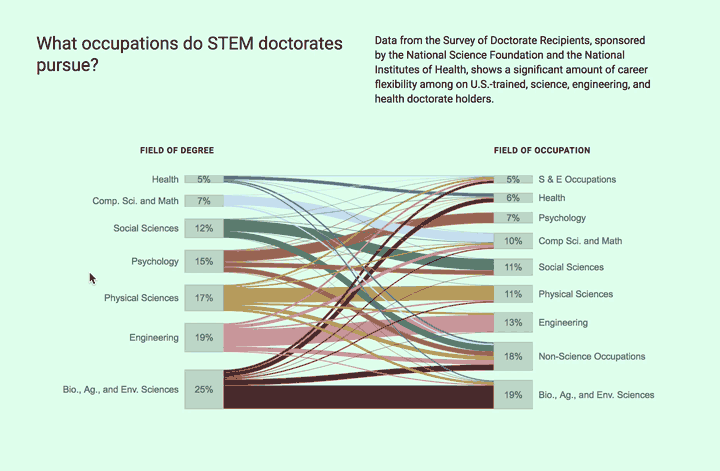 What occupations do STEM doctorates
pursue?
Data from the Survey of Doctorate Recipients, sponsored
by the National Science Foundation and the National
Institutes of Health, shows a significant amount of career
flexibility among on U.S.-trained, science, engineering, and
health doctorate holders.
FIELD OF DEGREE
Health 5%
Comp. Sci. and Math 7%
Social Sciences 12%
Psychology 15%
Physical Sciences 17%
Engineering 19%
Bio., Ag., and Env. Sciences 25%
FIELD OF OCCUPATION
5% S & E Occupations
6% Health
7% Psychology
10% Comp Sci. and Math
11% Social Sciences
11% Physical Sciences
13% Engineering
18% Non-Science Occupations
19% Bio., Ag., and Env. Sciences